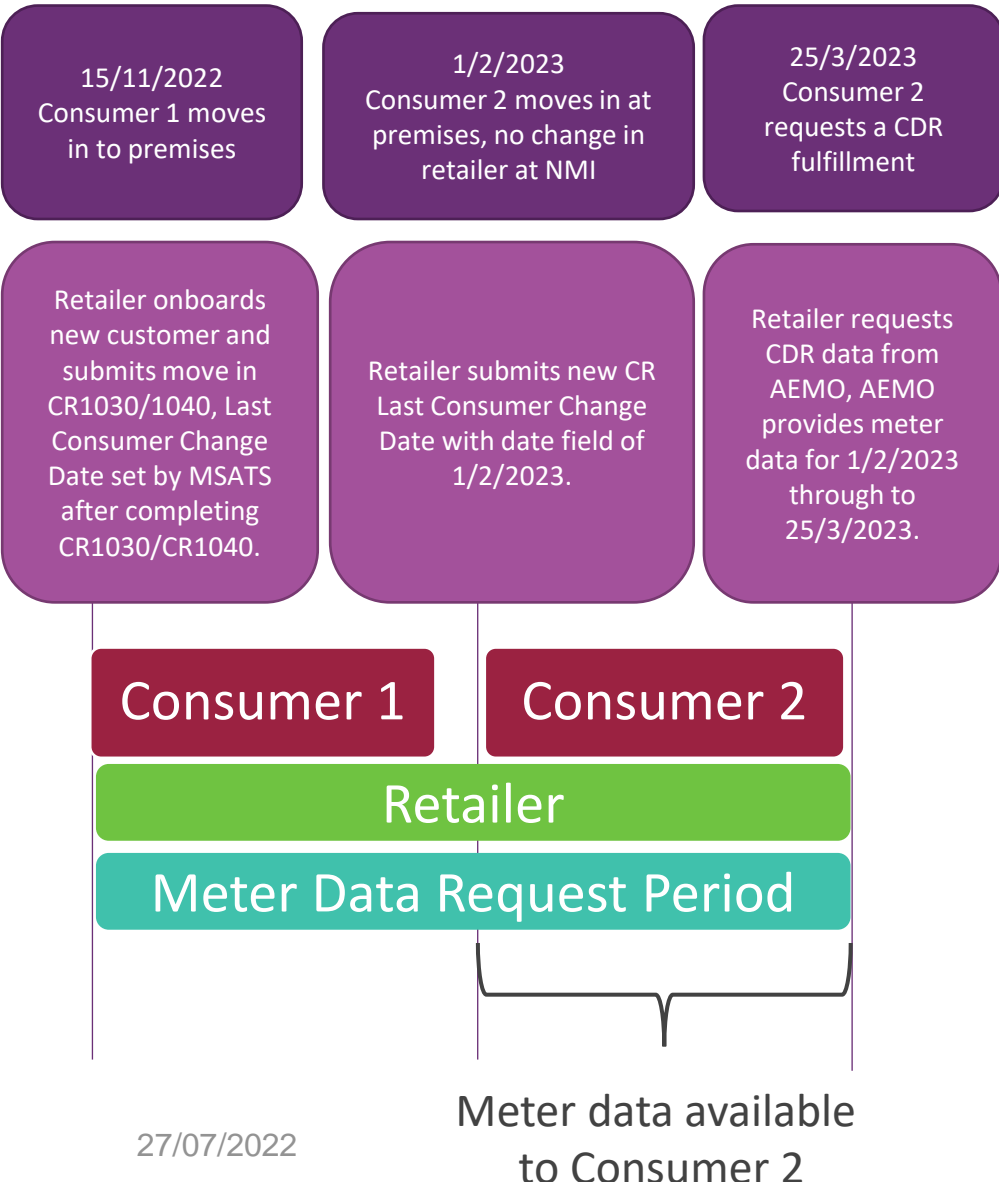 15/11/2022
Consumer 1 moves
in to premises
1/2/2023
Consumer 2 moves in at
premises, no change in
retailer at NMI
25/3/2023
Consumer 2
requests a CDR
fulfillment
Retailer onboards
new customer and
submits move in
CR1030/1040, Last
Consumer Change
Date set by MSATS
after completing
CR1030/CR1040.
Retailer submits new CR
Last Consumer Change
Date with date field of
1/2/2023.
Retailer requests
CDR data from
AEMO, AEMO
provides meter
data for 1/2/2023
through to
25/3/2023.
Consumer 1
Consumer 2
Retailer
Meter Data Request Period
Meter data available
to Consumer 2
27/07/2022